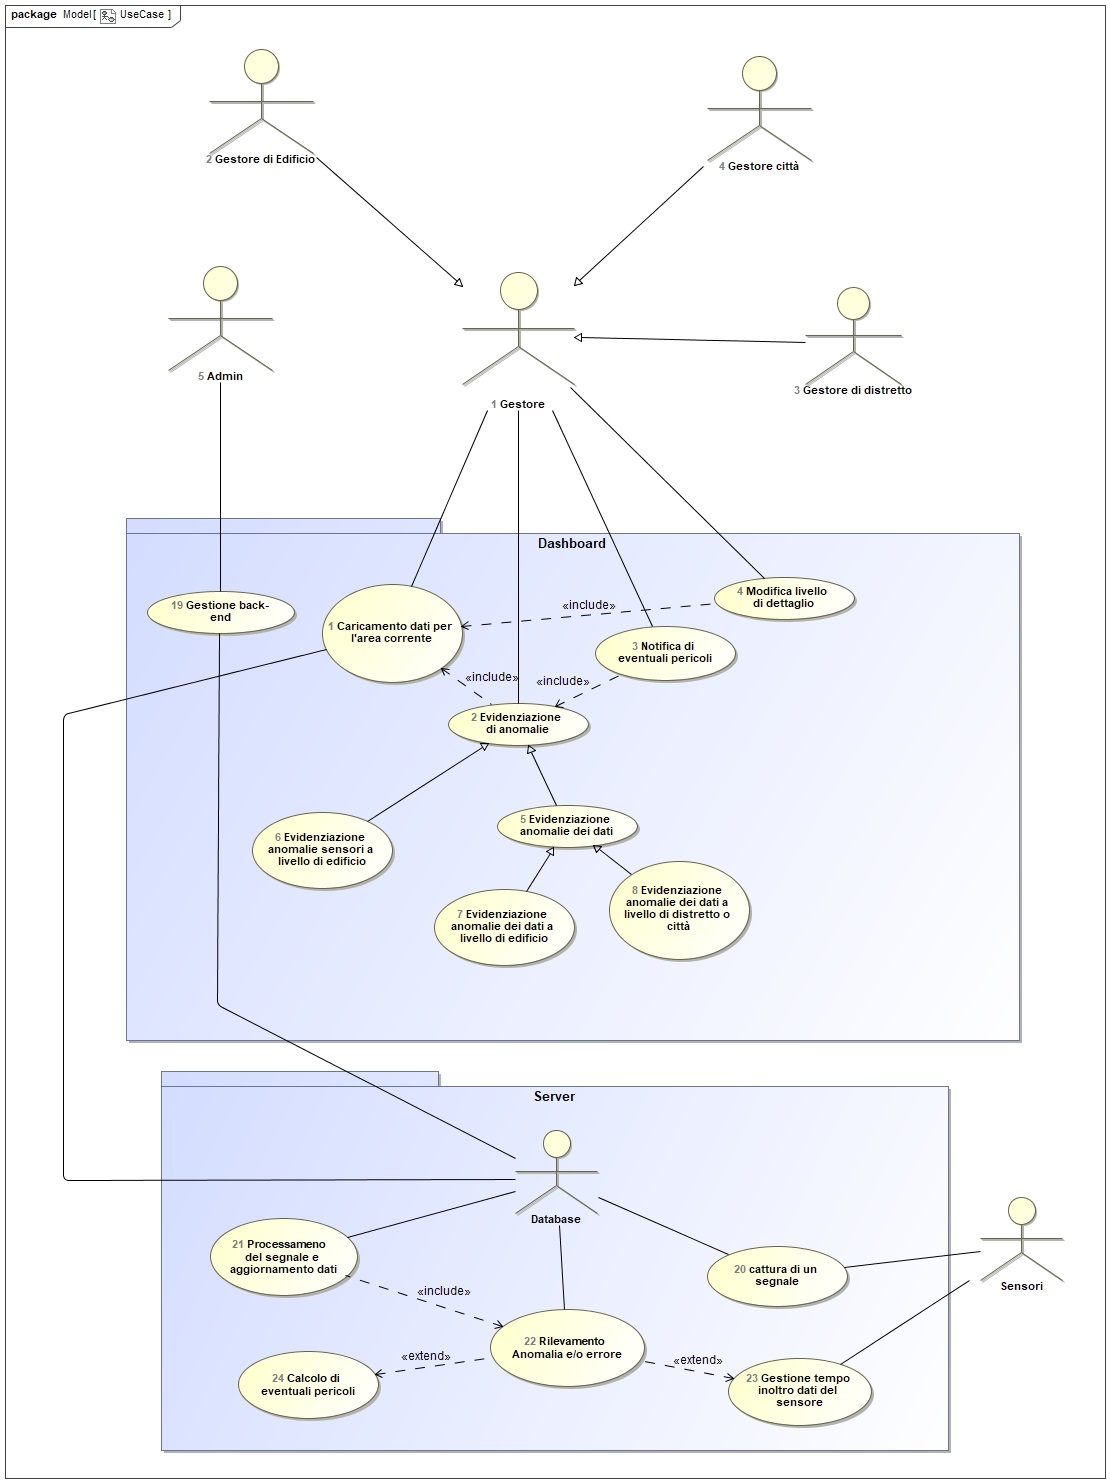 package Model[ UseCase ]
2 Gestore di Edificio
4 Gestore città
5 Admin
1 Gestore
3 Gestore di distretto
Dashboard
19 Gestione back-
end
1 Caricamento dati per
l'area corrente
«include»
4 Modifica livello
di dettaglio
3 Notifica di
eventuali pericoli
«include»
«include»
2 Evidenziazione
di anomalie
6 Evidenziazione
anomalie sensori a
livello di edificio
5 Evidenziazione
anomalie dei dati
7 Evidenziazione
anomalie dei dati a
livello di edificio
8 Evidenziazione
anomalie dei dati a
livello di distretto o
città
Server
Database
21 Processameno
del segnale e
aggiornamento dati
20 cattura di un
segnale
Sensori
«include»
22 Rilevamento
Anomalia e/o errore
«extend»
«extend»
24 Calcolo di
eventuali pericoli
23 Gestione tempo
inoltro dati del
sensore